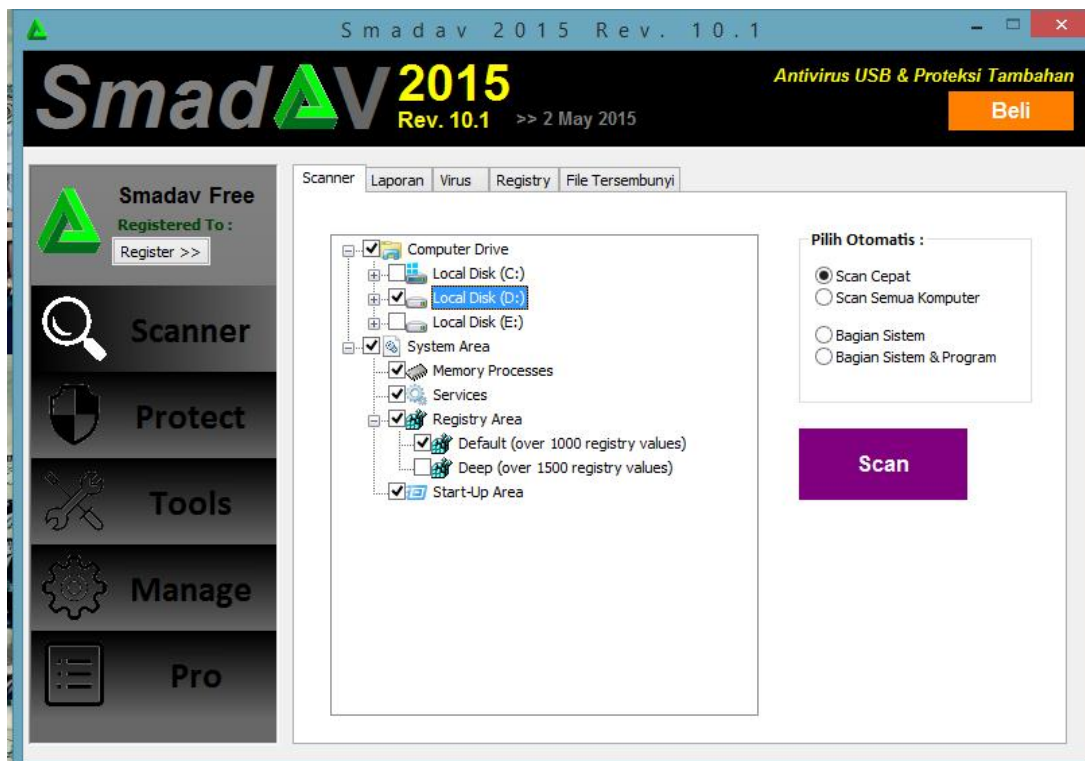 Smadav 2015 Rev. 10.1
SmadAV 2015
Rev. 10.1 >> 2 May 2015
Antivirus USB & Proteksi Tambahan
Beli
Smadav Free
Registered To :
Register >>
Scanner
Protect
Tools
Manage
Pro
Scanner Laporan Virus Registry File Tersembunyi
Computer Drive
Local Disk (C:)
Local Disk (D:)
Local Disk (E:)
System Area
Memory Processes
Services
Registry Area
Default (over 1000 registry values)
Deep (over 1500 registry values)
Start-Up Area
Pilih Otomatis :
Scan Cepat
Scan Semua Komputer
Bagian Sistem
Bagian Sistem & Program
Scan